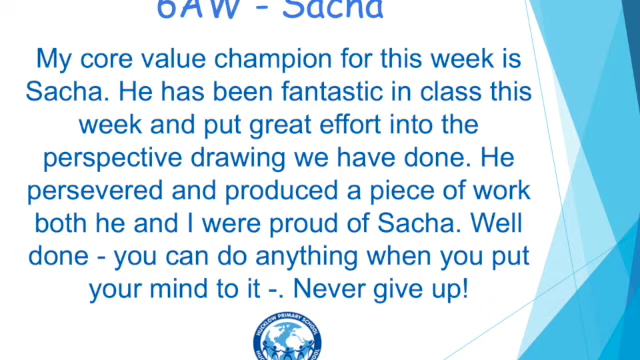 6AW - Sacha
My core value champion for this week is
Sacha. He has been fantastic in class this
week and put great effort into the
perspective drawing we have done. He
persevered and produced a piece of work
both he and I were proud of Sacha. Well
done - you can do anything when you put
your mind to it -. Never give up!
HUCKLOW PRIMARY SCHOOL